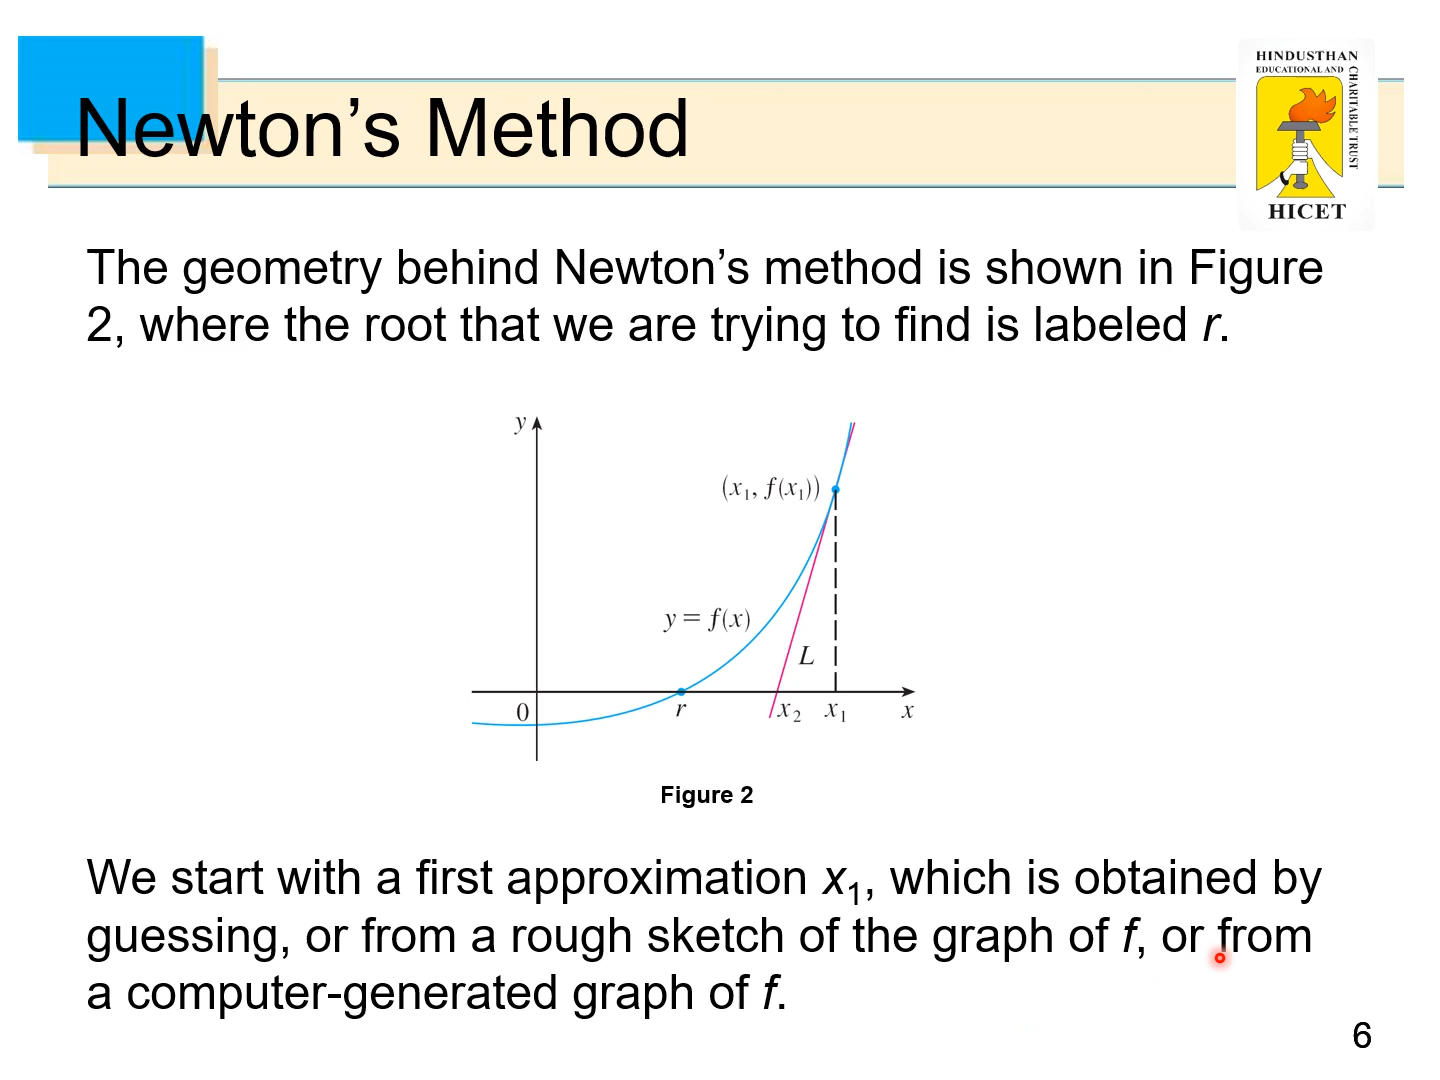 HINDUSTHAN
EDUCATIONAL AND
CHARITABLE TRUST
HICET
Newton’s Method
The geometry behind Newton’s method is shown in Figure
2, where the root that we are trying to find is labeled r.
y
(x₁, f(x₁))
y = f(x)
L
0
r
x₂
x₁
x
Figure 2
We start with a first approximation x₁, which is obtained by
guessing, or from a rough sketch of the graph of f, or from
a computer-generated graph of f.
6